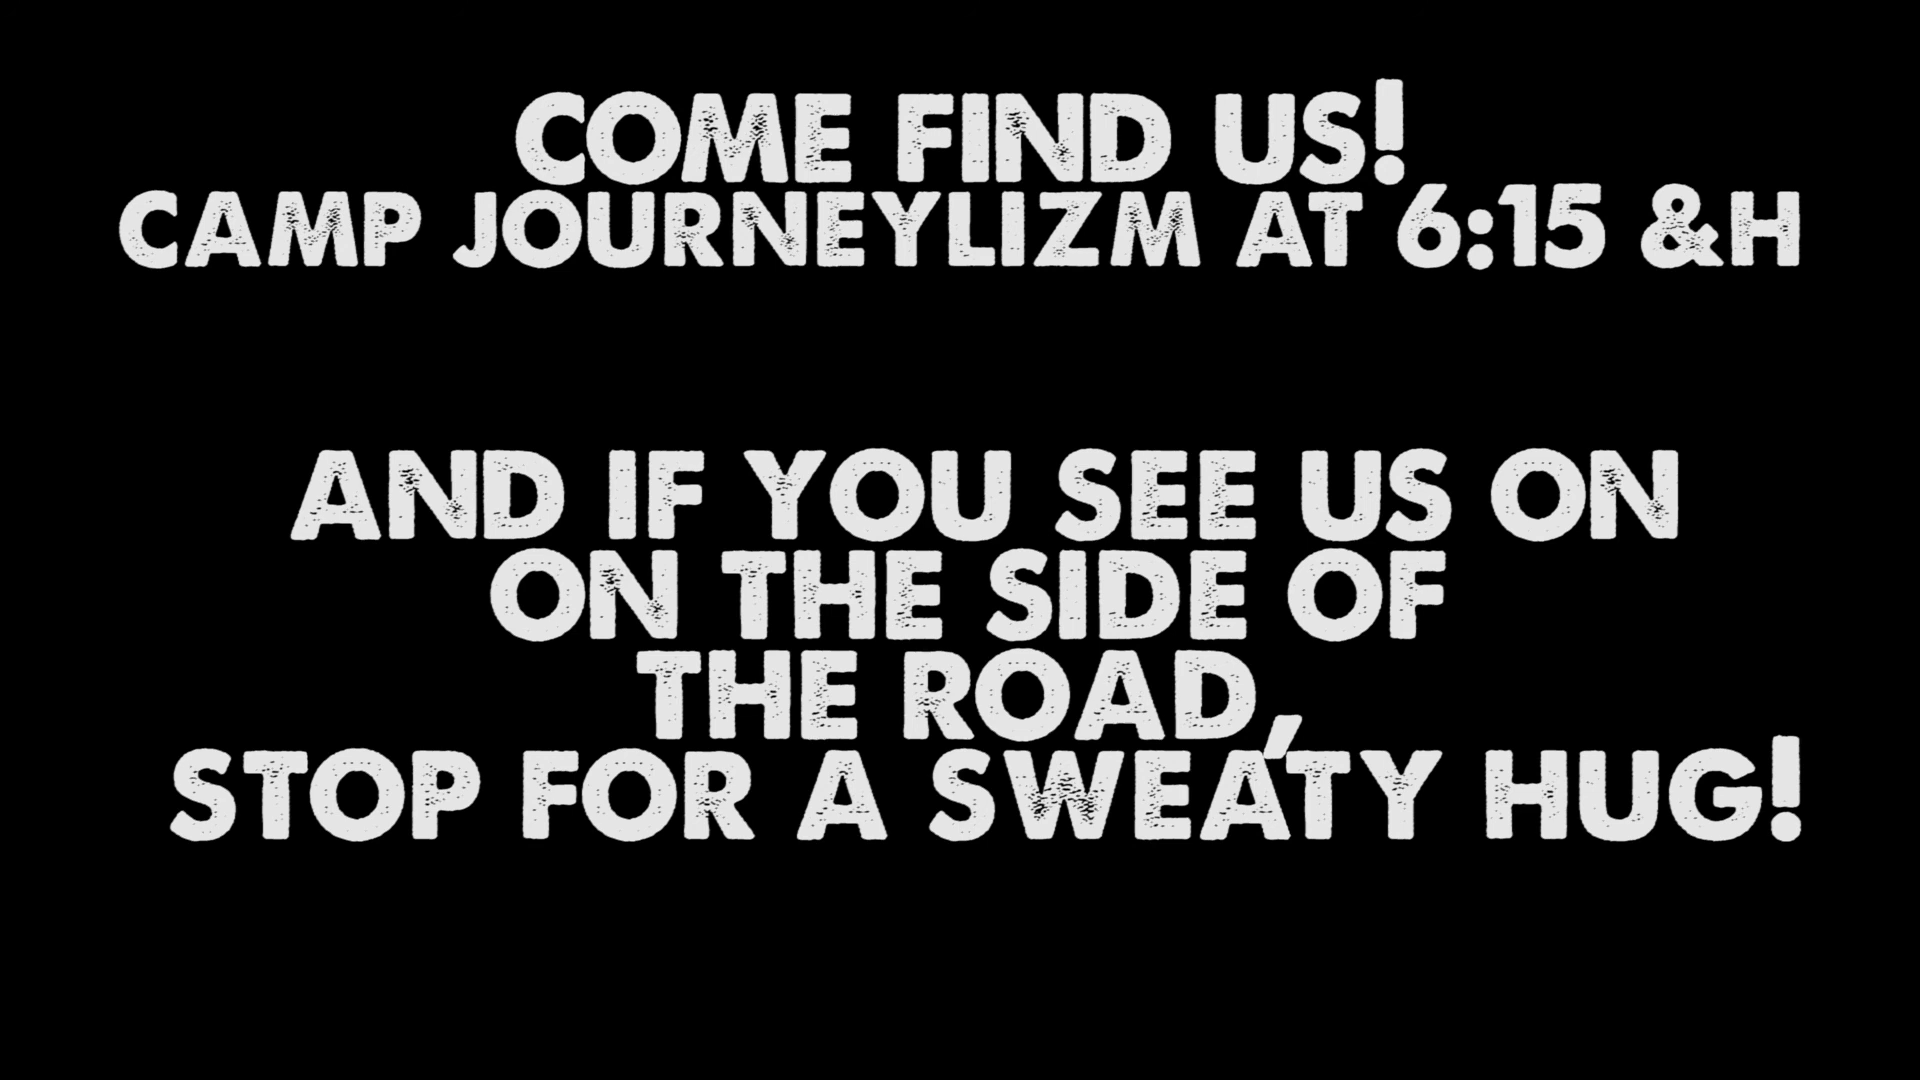 COME FIND US!
CAMP JOURNEYLIZM AT 6:15 &H
AND IF YOU SEE US ON
ON THE SIDE OF
THE ROAD,
STOP FOR A SWEATY HUG!